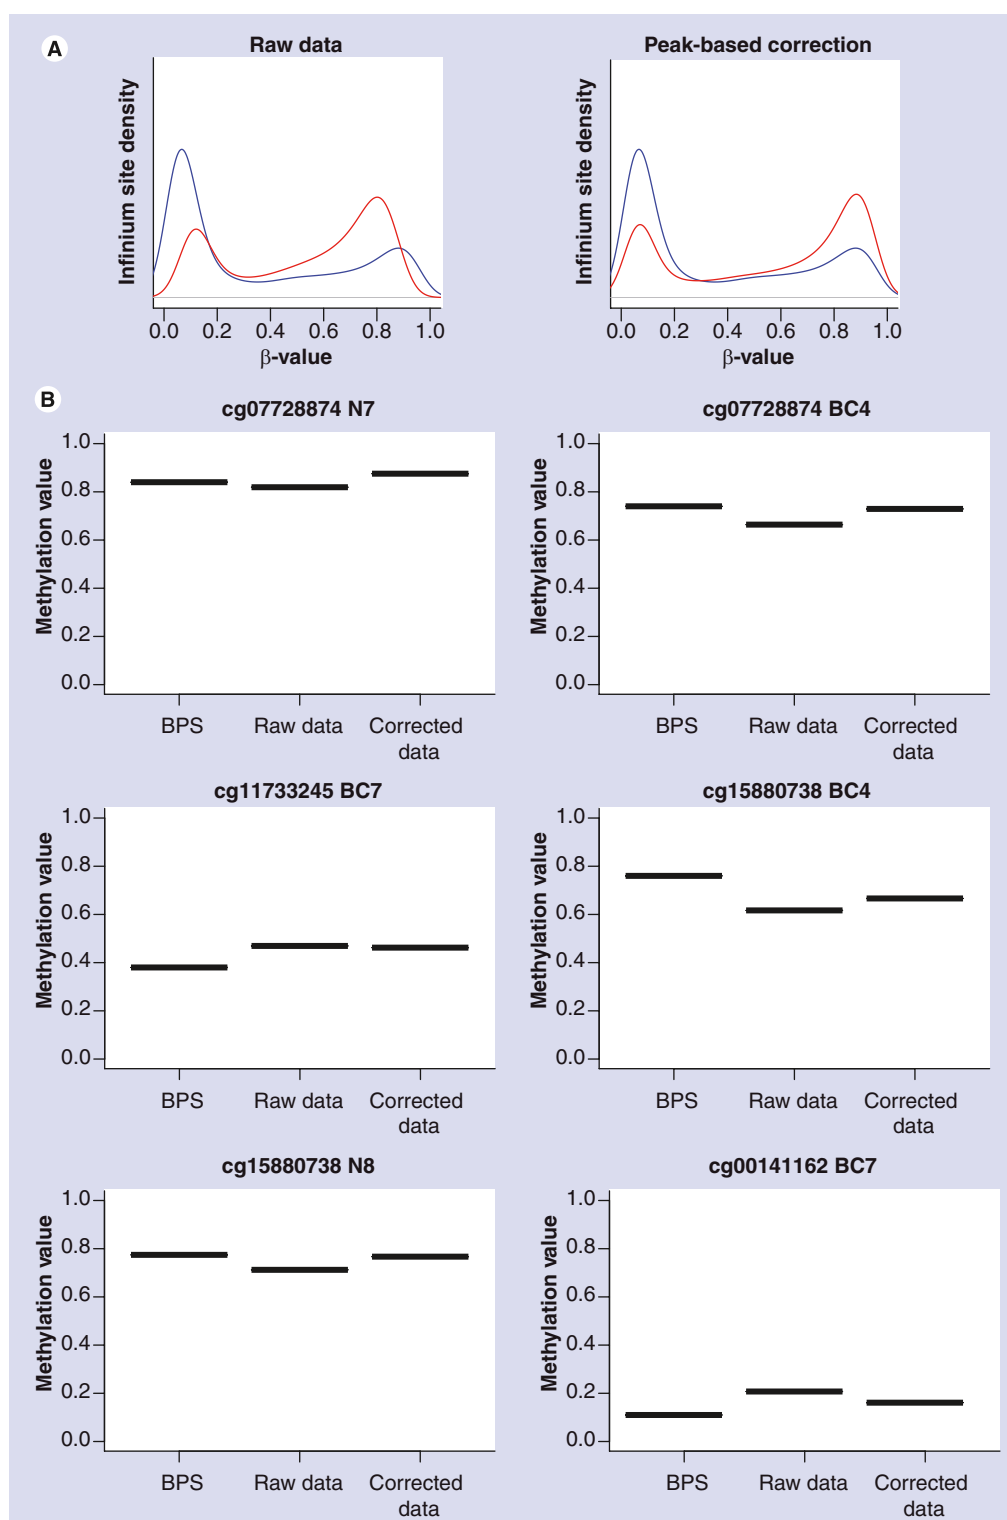 A
Raw data
Peak-based correction
Infinium site density
0.0 0.2 0.4 0.6 0.8 1.0
β-value
Infinium site density
0.0 0.2 0.4 0.6 0.8 1.0
β-value
B
cg07728874 N7
Methylation value
1.0
0.8
0.6
0.4
0.2
0.0
BPS Raw data Corrected
data
cg07728874 BC4
Methylation value
1.0
0.8
0.6
0.4
0.2
0.0
BPS Raw data Corrected
data
cg11733245 BC7
Methylation value
1.0
0.8
0.6
0.4
0.2
0.0
BPS Raw data Corrected
data
cg15880738 BC4
Methylation value
1.0
0.8
0.6
0.4
0.2
0.0
BPS Raw data Corrected
data
cg15880738 N8
Methylation value
1.0
0.8
0.6
0.4
0.2
0.0
BPS Raw data Corrected
data
cg00141162 BC7
Methylation value
1.0
0.8
0.6
0.4
0.2
0.0
BPS Raw data Corrected
data